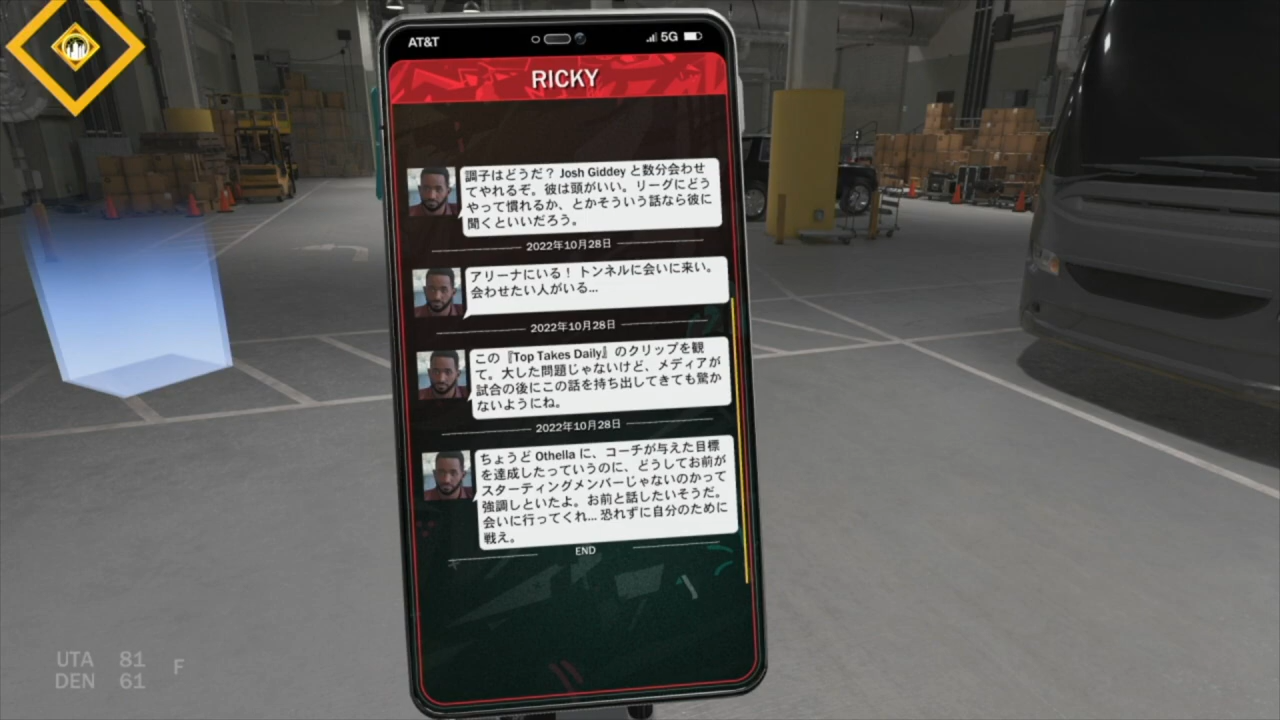 AT&T
5G
RICKY
調子はどうだ？ Josh Giddey と数分会わせ
てやれるぞ。彼は頭がいい。リーグにどう
やって慣れるか、とかそういう話なら彼に
聞くといいだろう。
2022年10月28日
アリーナにいる！ トンネルに会いに来い。
会わせたい人がいる...
2022年10月28日
この『Top Takes Daily』のクリップを観
て。大した問題じゃないけど、メディアが
試合の後にこの話を持ち出してきても驚か
ないようにね。
2022年10月28日
ちょうど Othella に、コーチが与えた目標
を達成したっていうのに、どうしてお前が
スターティングメンバーじゃないのかって
強調しといたよ。お前と話したいそうだ。
会いに行ってくれ... 恐れずに自分のために
戦え。
END
UTA 81 F
DEN 61